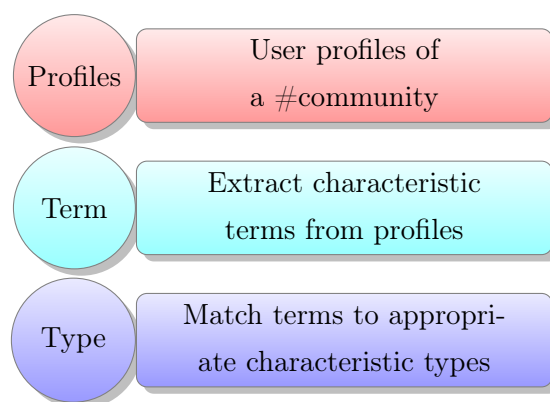 Profiles
User profiles of
a #community
Term
Extract characteristic
terms from profiles
Type
Match terms to appropri-
ate characteristic types